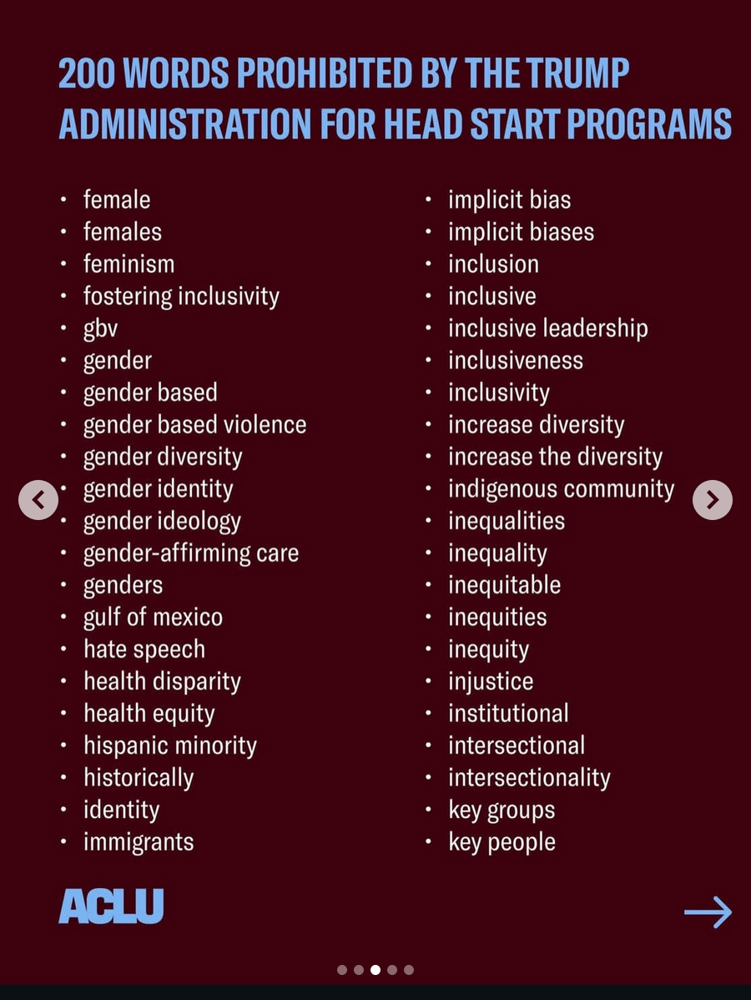 200 WORDS PROHIBITED BY THE TRUMP
ADMINISTRATION FOR HEAD START PROGRAMS
female
females
feminism
fostering inclusivity
gbv
gender
gender based
gender based violence
gender diversity
gender identity
gender ideology
gender-affirming care
genders
gulf of mexico
hate speech
health disparity
health equity
hispanic minority
historically
identity
immigrants
implicit bias
implicit biases
inclusion
inclusive
inclusive leadership
inclusiveness
inclusivity
increase diversity
increase the diversity
indigenous community
inequalities
inequality
inequitable
inequities
inequity
injustice
institutional
intersectional
intersectionality
key groups
key people
ACLU